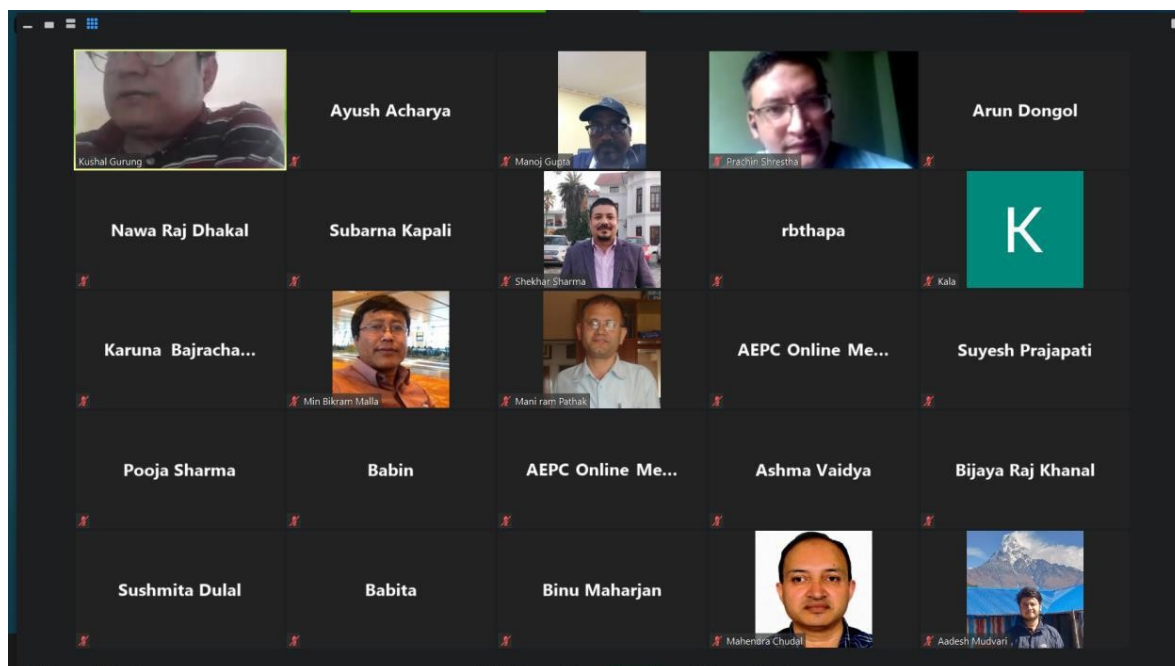 Kushal Gurung
Ayush Acharya
Manoj Gupta
Prachin Shrestha
Arun Dongol
Nawa Raj Dhakal
Subarna Kapali
Shekhar Sharma
rbthapa
K
Kala
Karuna Bajracha...
Min Bikram Malla
Mani ram Pathak
AEPC Online Me...
Suyesh Prajapati
Pooja Sharma
Babin
AEPC Online Me...
Ashma Vaidya
Bijaya Raj Khanal
Sushmita Dulal
Babita
Binu Maharjan
Mahendra Chudal
Aadesh Mudvari